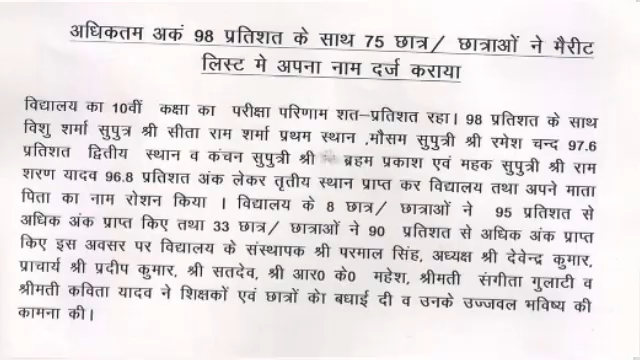 अधिकतम अकं 98 प्रतिशत के साथ 75 छात्र/ छात्राओं ने मैरीट
लिस्ट मे अपना नाम दर्ज कराया
विद्यालय का 10वीं कक्षा का परीक्षा परिणाम शत–प्रतिशत रहा। 98 प्रतिशत के साथ
विशु शर्मा सुपुत्र श्री सीता राम शर्मा प्रथम स्थान ,मौसम सुपुत्री श्री रमेश चन्द 97.6
प्रतिशत द्वितीय स्थान व कंचन सुपुत्री श्री ब्रहम प्रकाश एवं महक सुपुत्री श्री राम
शरण यादव 96.8 प्रतिशत अंक लेकर तृतीय स्थान प्राप्त कर विद्यालय तथा अपने माता
पिता का नाम रोशन किया । विद्यालय के 8 छात्र/ छात्राओं ने 95 प्रतिशत से
अधिक अंक प्राप्त किए तथा 33 छात्र/ छात्राओं ने 90 प्रतिशत से अधिक अंक प्राप्त
किए इस अवसर पर विद्यालय के संस्थापक श्री परमाल सिंह, अध्यक्ष श्री देवेन्द्र कुमार,
प्राचार्य श्री प्रदीप कुमार, श्री सतदेव, श्री आर0 के0 महेश, श्रीमती संगीता गुलाटी व
श्रीमती कविता यादव ने शिक्षकों एवं छात्रों केा बधाई दी व उनके उज्जवल भविष्य की
कामना की।